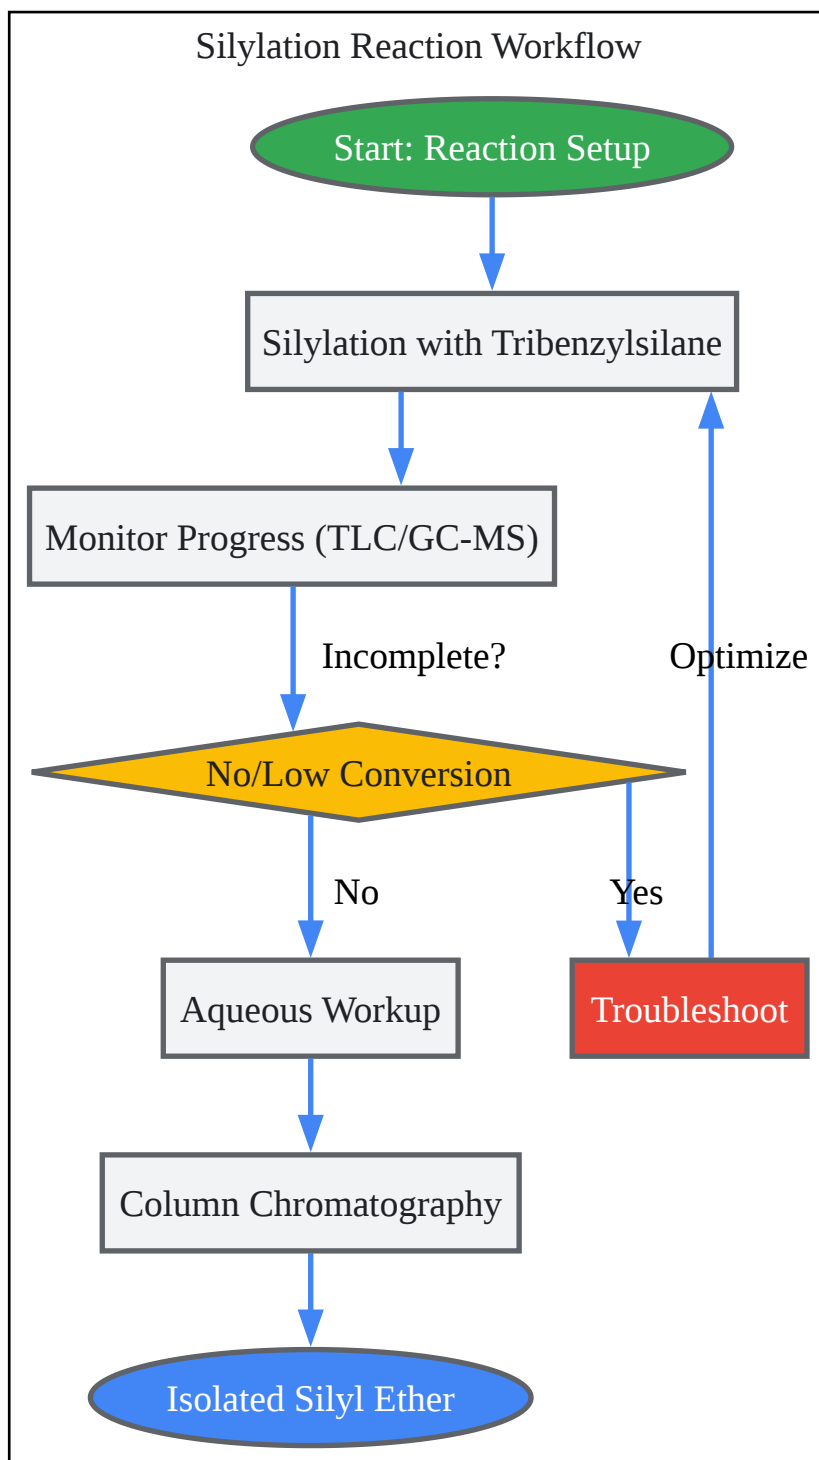 Silylation Reaction Workflow
Start: Reaction Setup
Silylation with Tribenzylsilane
Monitor Progress (TLC/GC-MS)
Incomplete?
Optimize
No/Low Conversion
No
Yes
Aqueous Workup
Troubleshoot
Column Chromatography
Isolated Silyl Ether